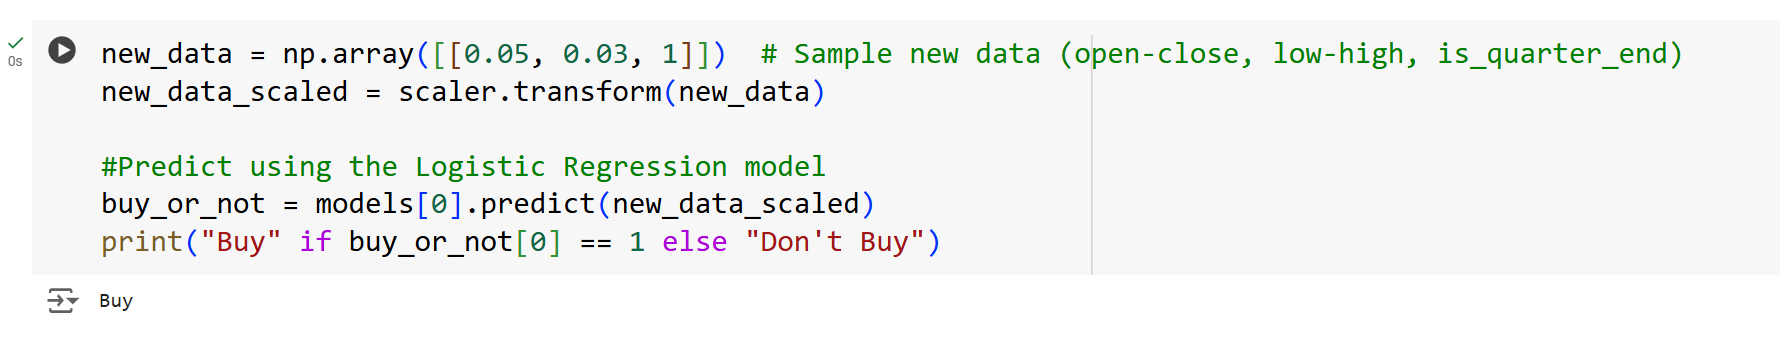 0s
new_data = np.array([[0.05, 0.03, 1]])  # Sample new data (open-close, low-high, is_quarter_end)
new_data_scaled = scaler.transform(new_data)
#Predict using the Logistic Regression model
buy_or_not = models[0].predict(new_data_scaled)
print("Buy" if buy_or_not[0] == 1 else "Don't Buy")
Buy